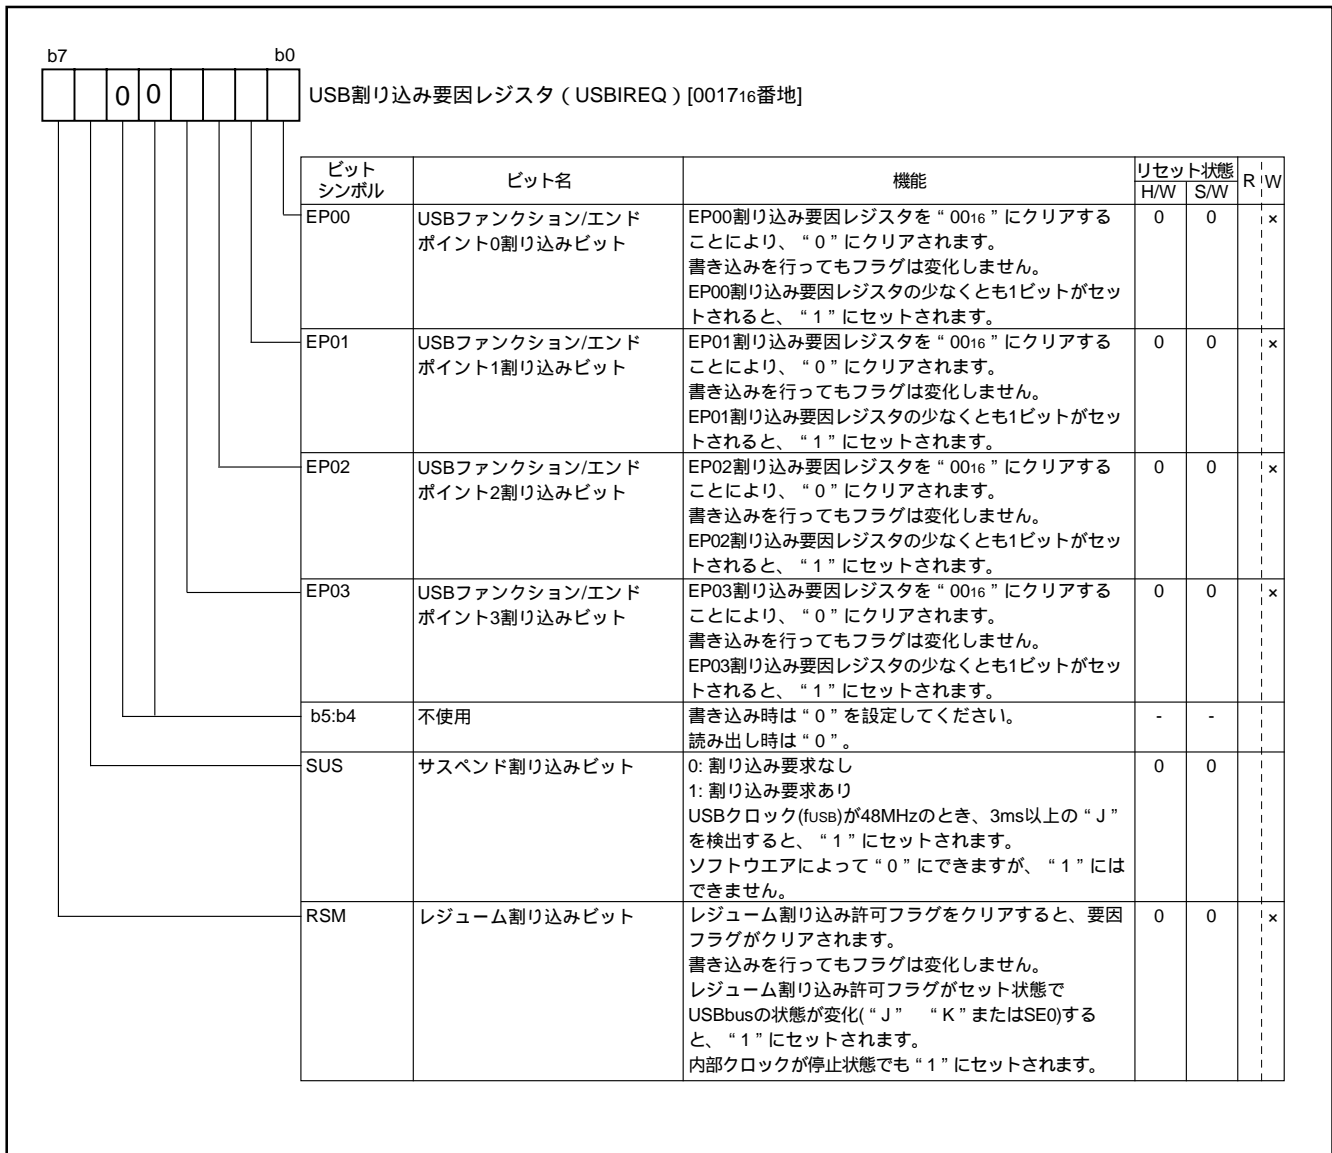 b7 b0
0 0
USB割り込み要因レジスタ(USBIREQ)[001716番地]
ビット
シンボル
ビット名
機能
リセット状態
H/W S/W
R W
EP00
USBファンクション/エンド
ポイント0割り込みビット
EP00割り込み要因レジスタを“0016”にクリアする
ことにより、“0”にクリアされます。
書き込みを行ってもフラグは変化しません。
EP00割り込み要因レジスタの少なくとも1ビットがセッ
トされると、“1”にセットされます。
0 0 ×
EP01
USBファンクション/エンド
ポイント1割り込みビット
EP01割り込み要因レジスタを“0016”にクリアする
ことにより、“0”にクリアされます。
書き込みを行ってもフラグは変化しません。
EP01割り込み要因レジスタの少なくとも1ビットがセッ
トされると、“1”にセットされます。
0 0 ×
EP02
USBファンクション/エンド
ポイント2割り込みビット
EP02割り込み要因レジスタを“0016”にクリアする
ことにより、“0”にクリアされます。
書き込みを行ってもフラグは変化しません。
EP02割り込み要因レジスタの少なくとも1ビットがセッ
トされると、“1”にセットされます。
0 0 ×
EP03
USBファンクション/エンド
ポイント3割り込みビット
EP03割り込み要因レジスタを“0016”にクリアする
ことにより、“0”にクリアされます。
書き込みを行ってもフラグは変化しません。
EP03割り込み要因レジスタの少なくとも1ビットがセッ
トされると、“1”にセットされます。
0 0 ×
b5:b4
不使用
書き込み時は“0”を設定してください。
読み出し時は“0”。
- -
SUS
サスペンド割り込みビット
0: 割り込み要求なし
1: 割り込み要求あり
USBクロック(fUSB)が48MHzのとき、3ms以上の“J”
を検出すると、“1”にセットされます。
ソフトウエアによって“0”にできますが、“1”には
できません。
0 0
RSM
レジューム割り込みビット
レジューム割り込み許可フラグをクリアすると、要因
フラグがクリアされます。
書き込みを行ってもフラグは変化しません。
レジューム割り込み許可フラグがセット状態で
USBbusの状態が変化(“J” “K”またはSE0)する
と、“1”にセットされます。
内部クロックが停止状態でも“1”にセットされます。
0 0 ×